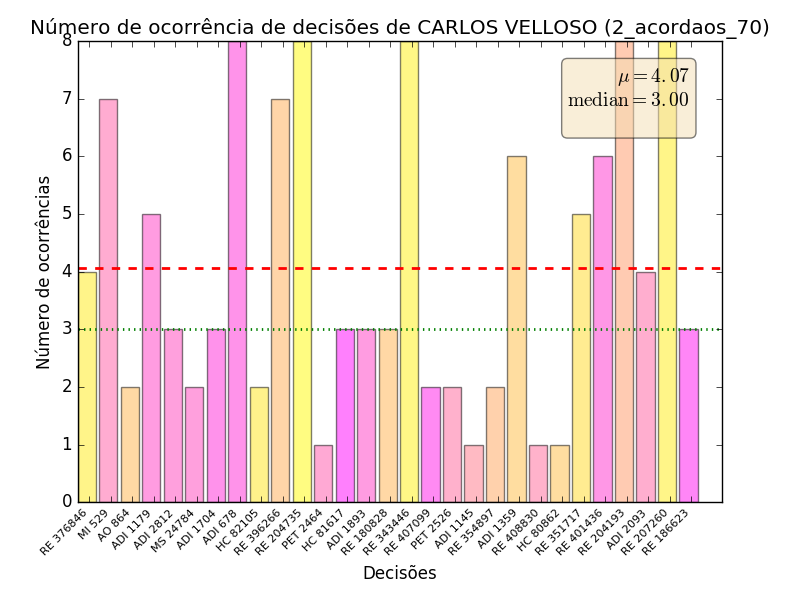 Número de ocorrência de decisões de CARLOS VELLOSO (2_acordaos_70)
μ = 4.07
median = 3.00
Número de ocorrências
8
7
6
5
4
3
2
1
0
RE 376846
MI 529
AO 864
ADI 1179
ADI 2812
MS 24784
ADI 1704
ADI 678
HC 82105
RE 396266
RE 204735
PET 2464
HC 81617
ADI 1893
RE 180828
RE 343446
RE 407099
PET 2526
ADI 1145
RE 354897
ADI 1359
RE 408830
HC 80862
RE 351717
RE 401436
RE 204193
ADI 2093
RE 207260
RE 186623
Decisões